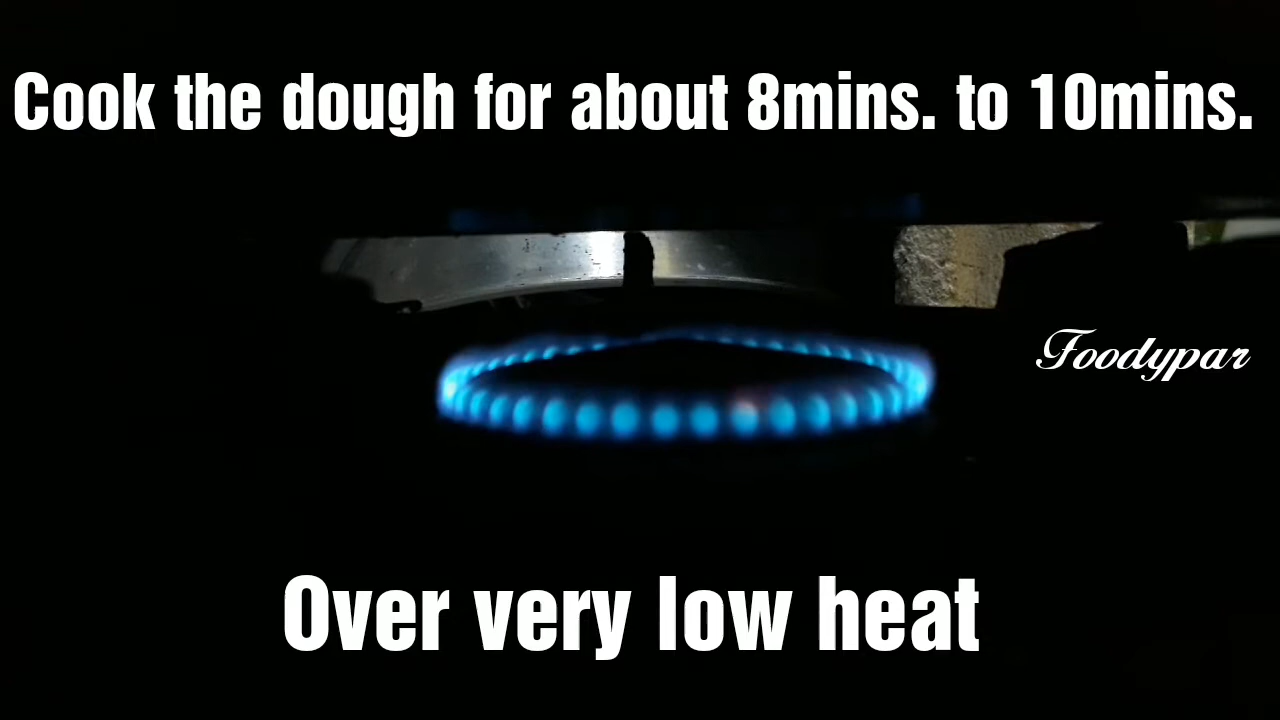 Cook the dough for about 8mins. to 10mins.
Foodypar
Over very low heat